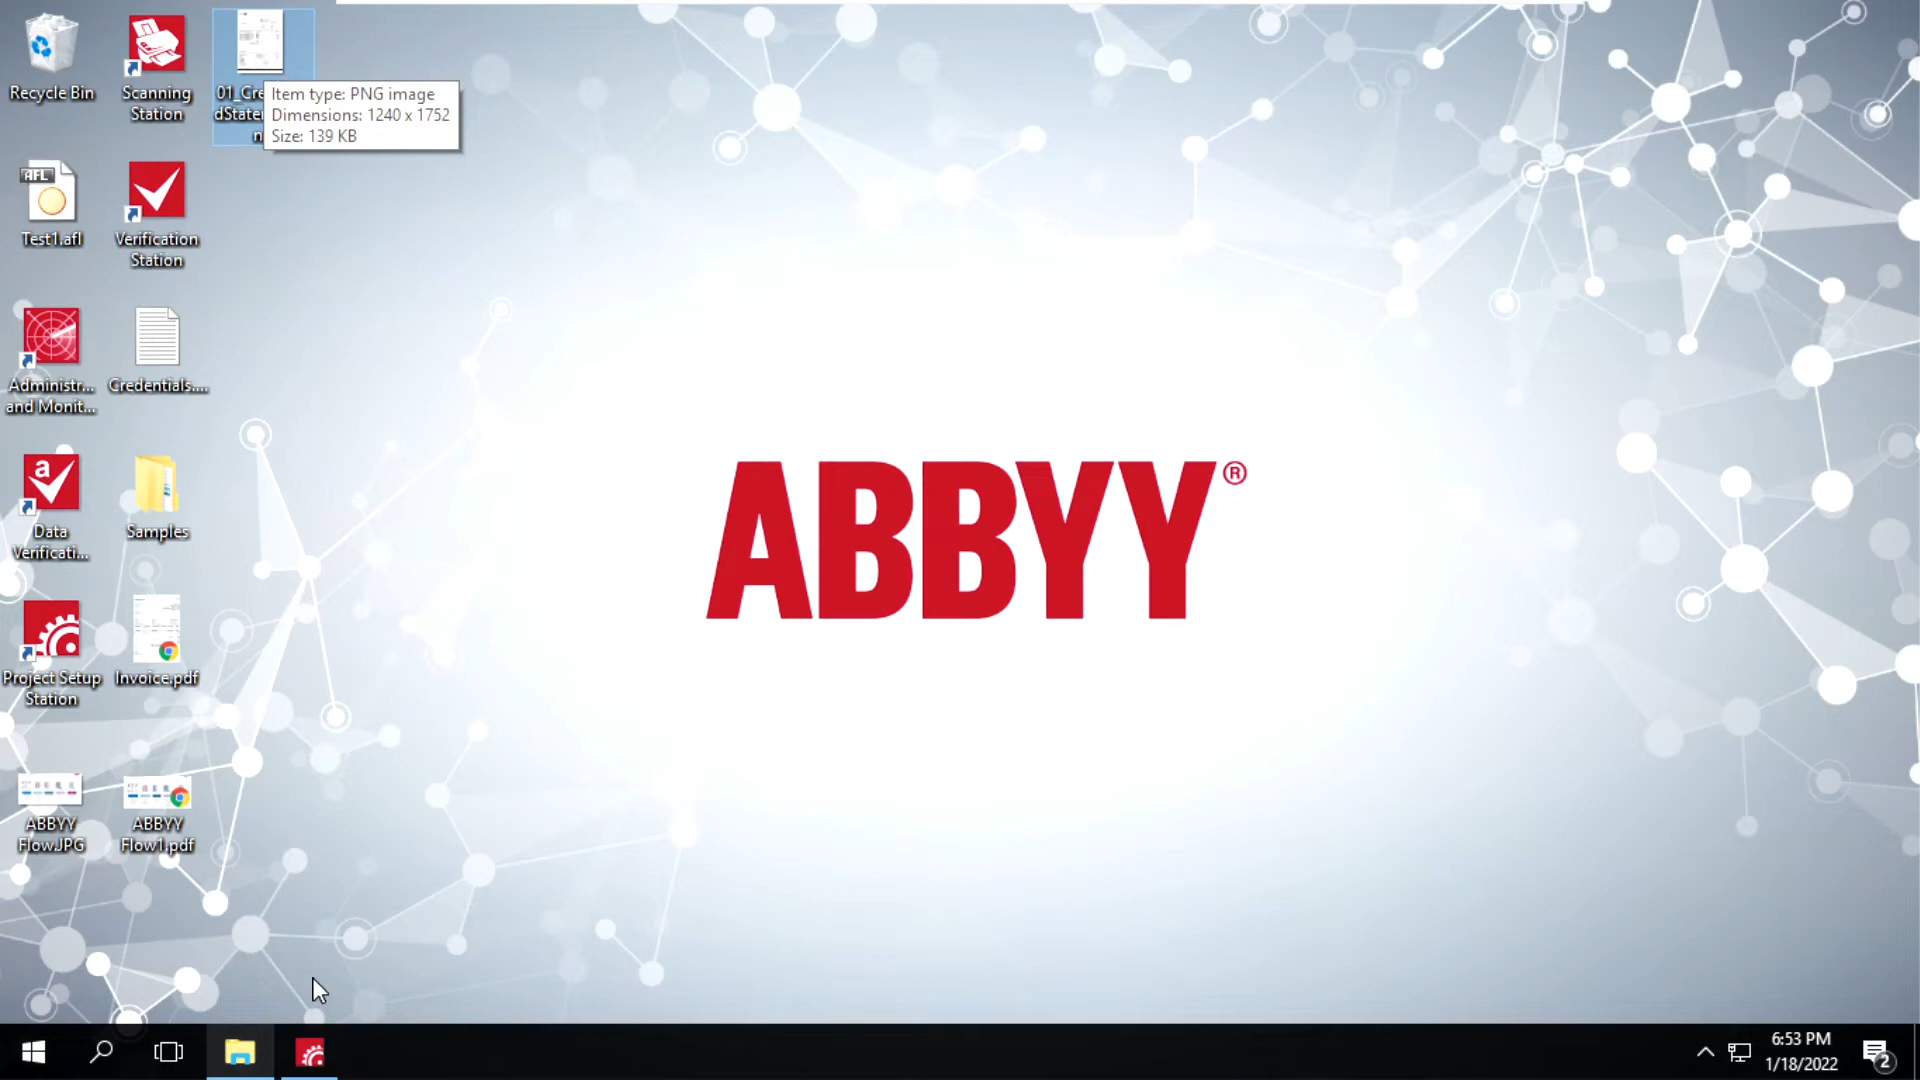 Recycle Bin
Scanning
Station
01_Cre
dState
n
Item type: PNG image
Dimensions: 1240 x 1752
Size: 139 KB
AFL
Test1.afl
Verification
Station
Administr...
and Monit...
Credentials....
a
Data
Verificati...
Samples
Project Setup
Station
Invoice.pdf
ABBYY
Flow.JPG
ABBYY
Flow1.pdf
ABBYY®
6:53 PM
1/18/2022
2